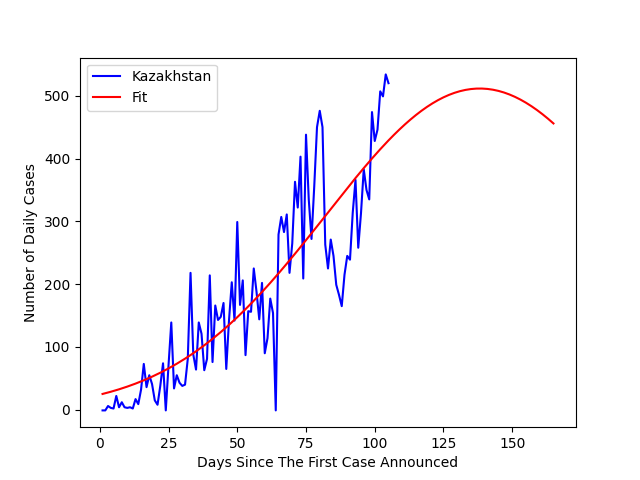 Kazakhstan
Fit
500
400
300
200
100
0
Number of Daily Cases
0 25 50 75 100 125 150
Days Since The First Case Announced